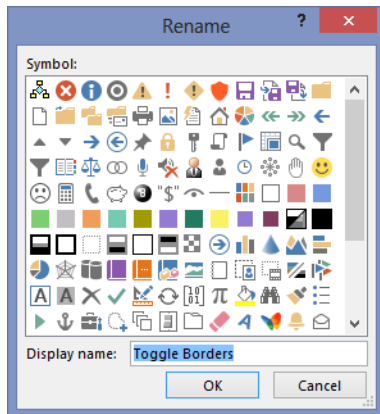 Rename
?
Symbol:
"$"
π
A
A
A
Display name: Toggle Borders
OK
Cancel